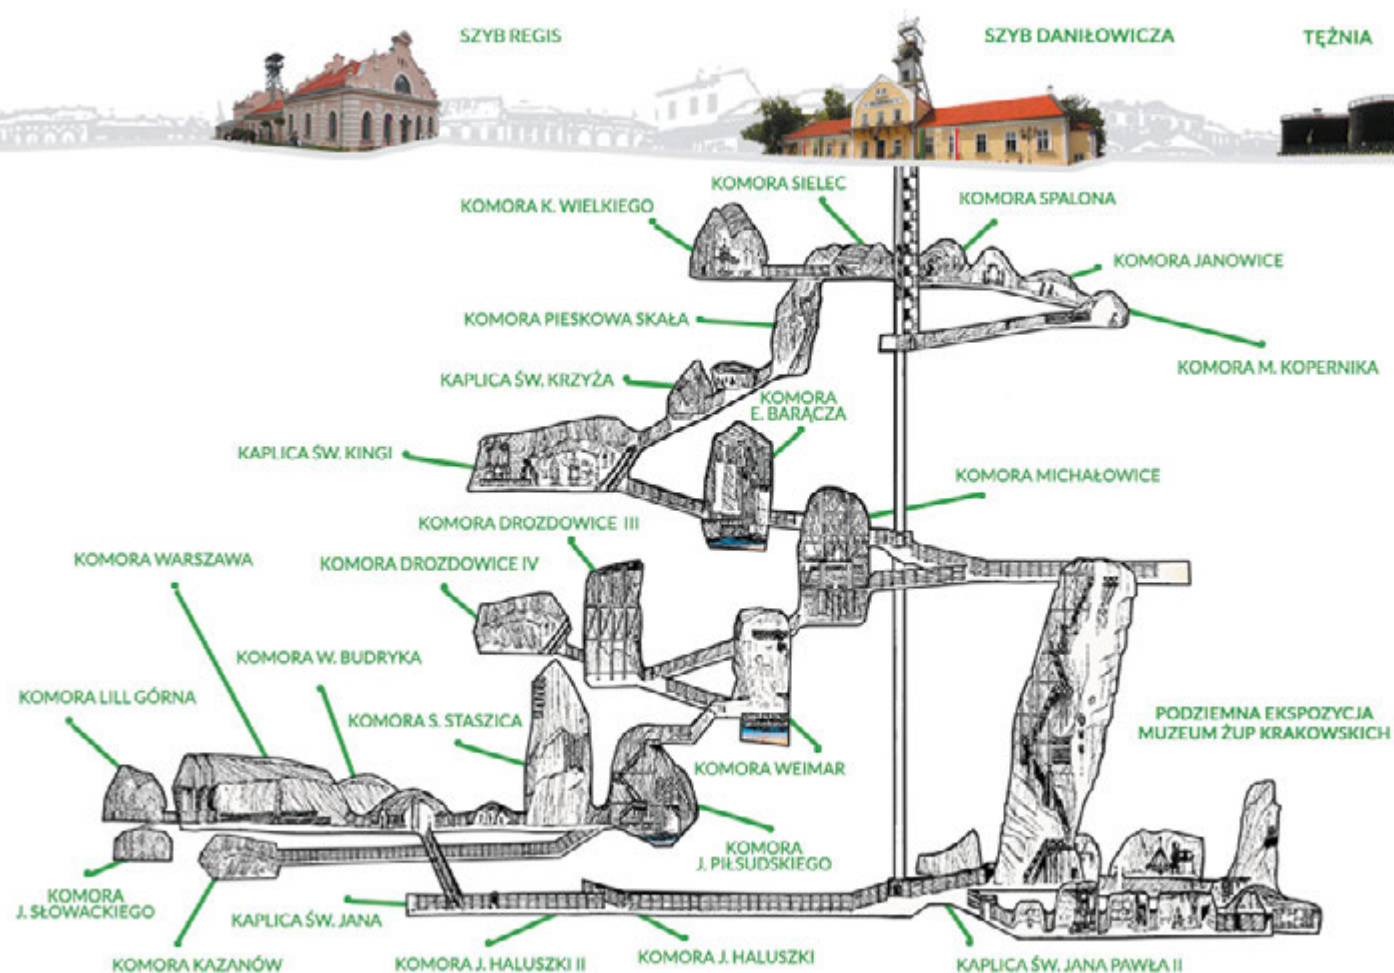 SZYB REGIS
SZYB DANIŁOWICZA
TĘŻNIA
KOMORA SIELEC
KOMORA K. WIELKIEGO
KOMORA SPALONA
KOMORA JANOWICE
KOMORA PIESKOWA SKAŁA
KOMORA M. KOPERNIKA
KAPLICA ŚW. KRZYŻA
KOMORA
E. BARĄCZA
KAPLICA ŚW. KINGI
KOMORA MICHAŁOWICE
KOMORA DROZDOWICE III
KOMORA WARSZAWA
KOMORA DROZDOWICE IV
KOMORA W. BUDRYKA
KOMORA LILL GÓRNA
KOMORA S. STASZICA
PODZIEMNA EKSPOZYCJA
MUZEUM ŻUP KRAKOWSKICH
KOMORA WEIMAR
KOMORA
J. PIŁSUDSKIEGO
KOMORA
J. SŁOWACKIEGO
KAPLICA ŚW. JANA
KOMORA KAZANÓW
KOMORA J. HALUSZKI II
KOMORA J. HALUSZKI
KAPLICA ŚW. JANA PAWŁA II